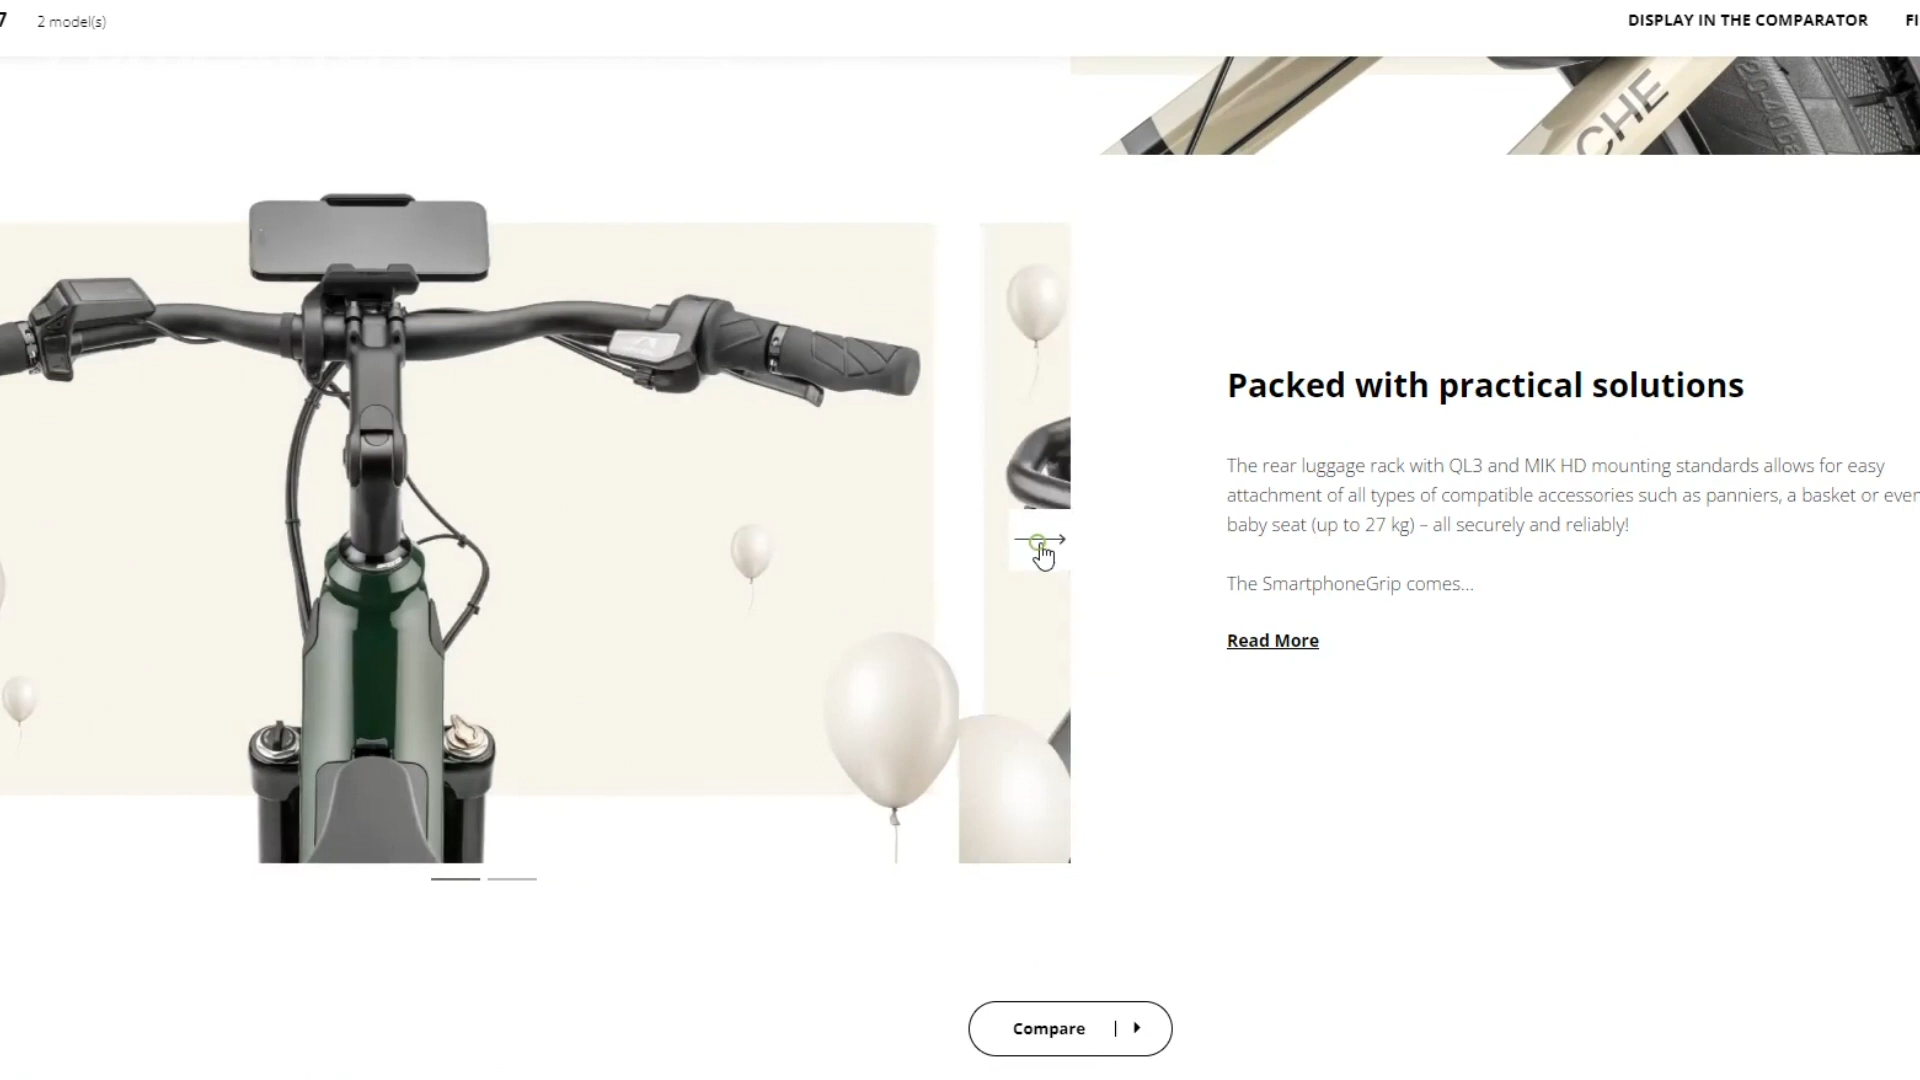 7 2 model(s) DISPLAY IN THE COMPARATOR
CHE
Packed with practical solutions
The rear luggage rack with QL3 and MIK HD mounting standards allows for easy
attachment of all types of compatible accessories such as panniers, a basket or even
baby seat (up to 27 kg) – all securely and reliably!
The SmartphoneGrip comes...
Read More
Compare